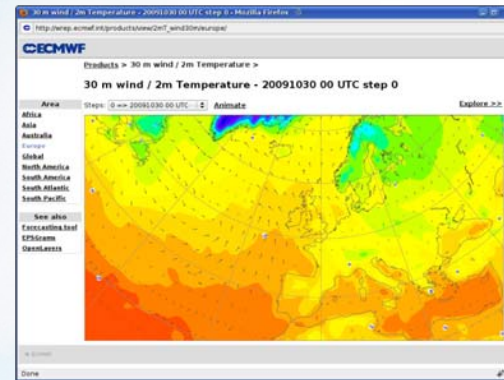 30 m wind / 2m Temperature - 20091030 00 UTC step 0 - Mozilla Firefox
http://wrep.ecmwf.int/products/view/2mT_wind30m/europe/
ECMWF
Products > 30 m wind / 2m Temperature >
30 m wind / 2m Temperature - 20091030 00 UTC step 0
Area
Steps: 0 => 20091030 00 UTC
Animate
Explore >>
Africa
Asia
Australia
Europe
Global
North America
South America
South Atlantic
South Pacific
See also
Forecasting tool
EPSGrams
OpenLayers
Done